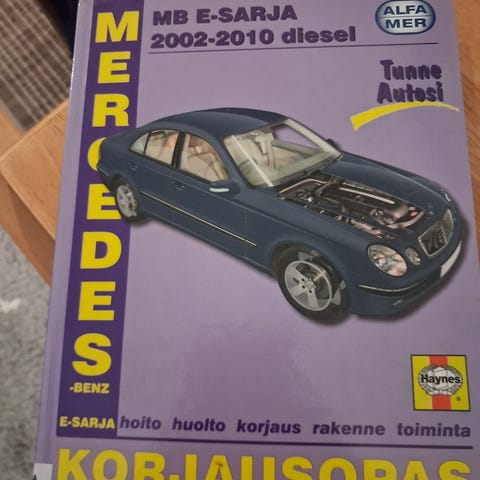 MERCEDES
-BENZ
MB E-SARJA
2002-2010 diesel
ALFA
MER
Tunne
Autosi
Haynes
E-SARJA hoito huolto korjaus rakenne toiminta
KORJAUSOPAS